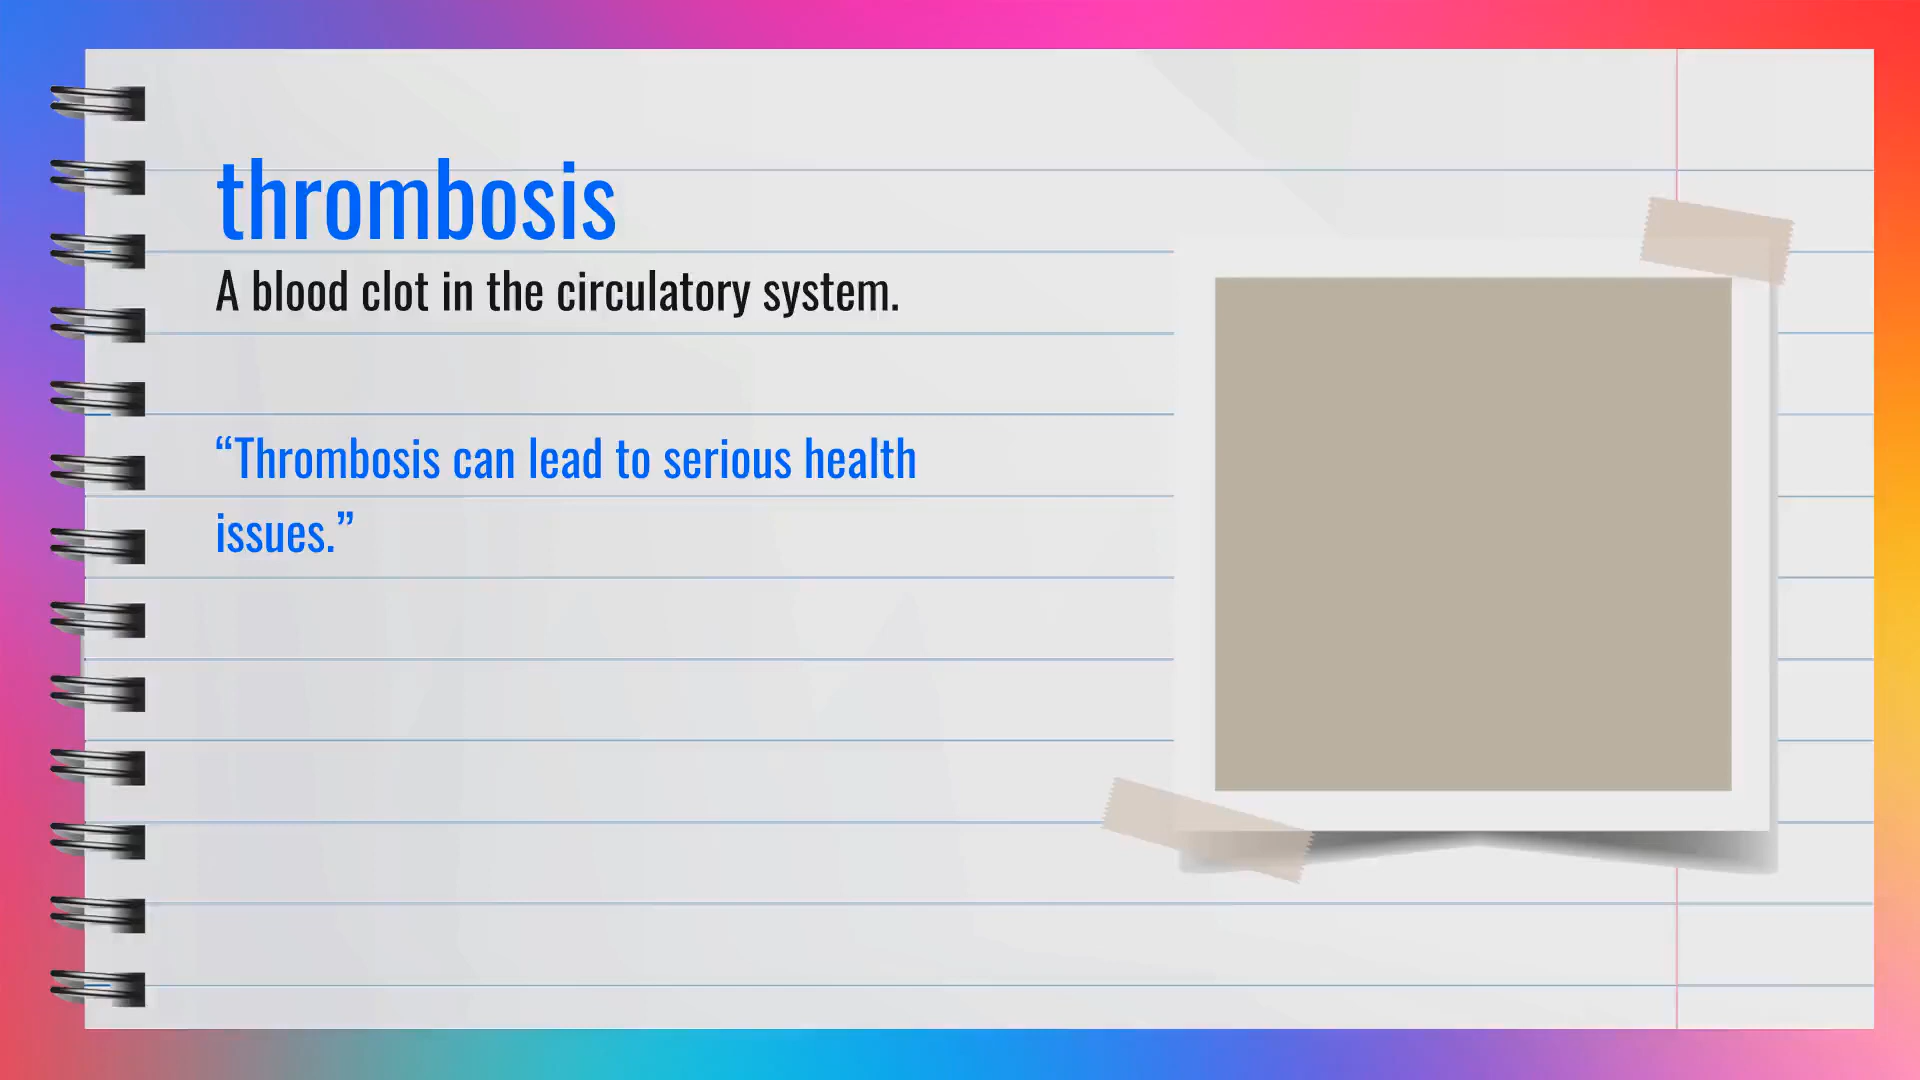 thrombosis
A blood clot in the circulatory system.
“Thrombosis can lead to serious health
issues.”